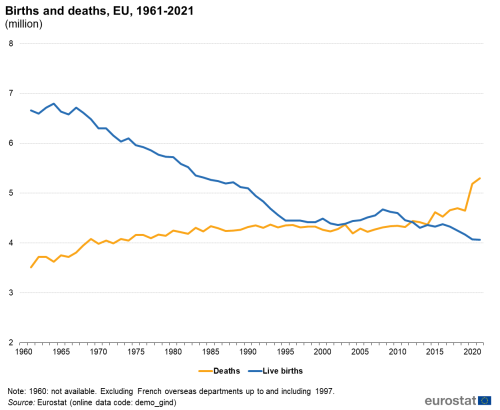 Births and deaths, EU, 1961-2021
(million)
8
7
6
5
4
3
2
1960 1965 1970 1975 1980 1985 1990 1995 2000 2005 2010 2015 2020
Deaths Live births
Note: 1960: not available. Excluding French overseas departments up to and including 1997.
Source: Eurostat (online data code: demo_gind)
eurostat